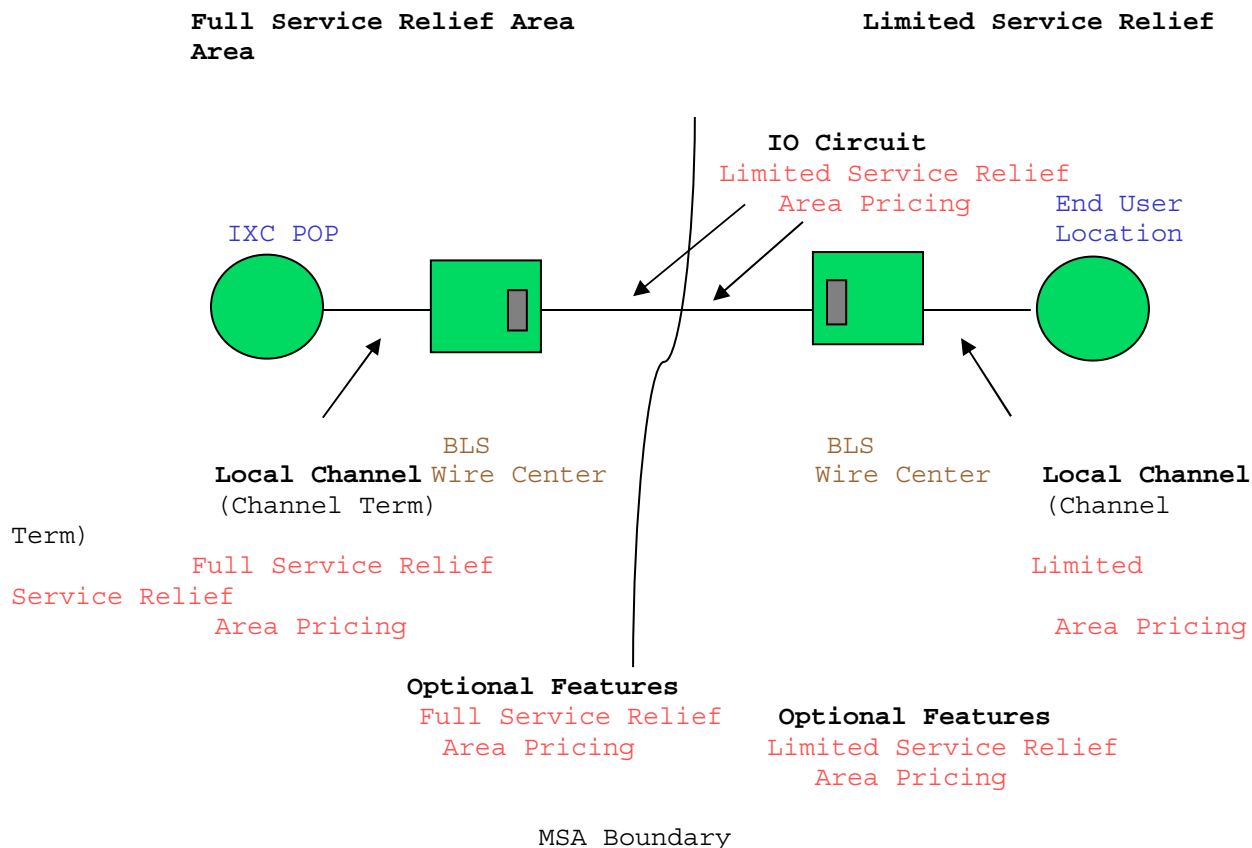 Full Service Relief Area Limited Service Relief
Area
IO Circuit
Limited Service Relief
Area Pricing
End User
Location
IXC POP
BLS
Wire Center
BLS
Wire Center
Local Channel
(Channel Term)
Local Channel
(Channel
Term)
Full Service Relief
Limited
Service Relief
Area Pricing
Area Pricing
Optional Features
Full Service Relief
Area Pricing
Optional Features
Limited Service Relief
Area Pricing
MSA Boundary